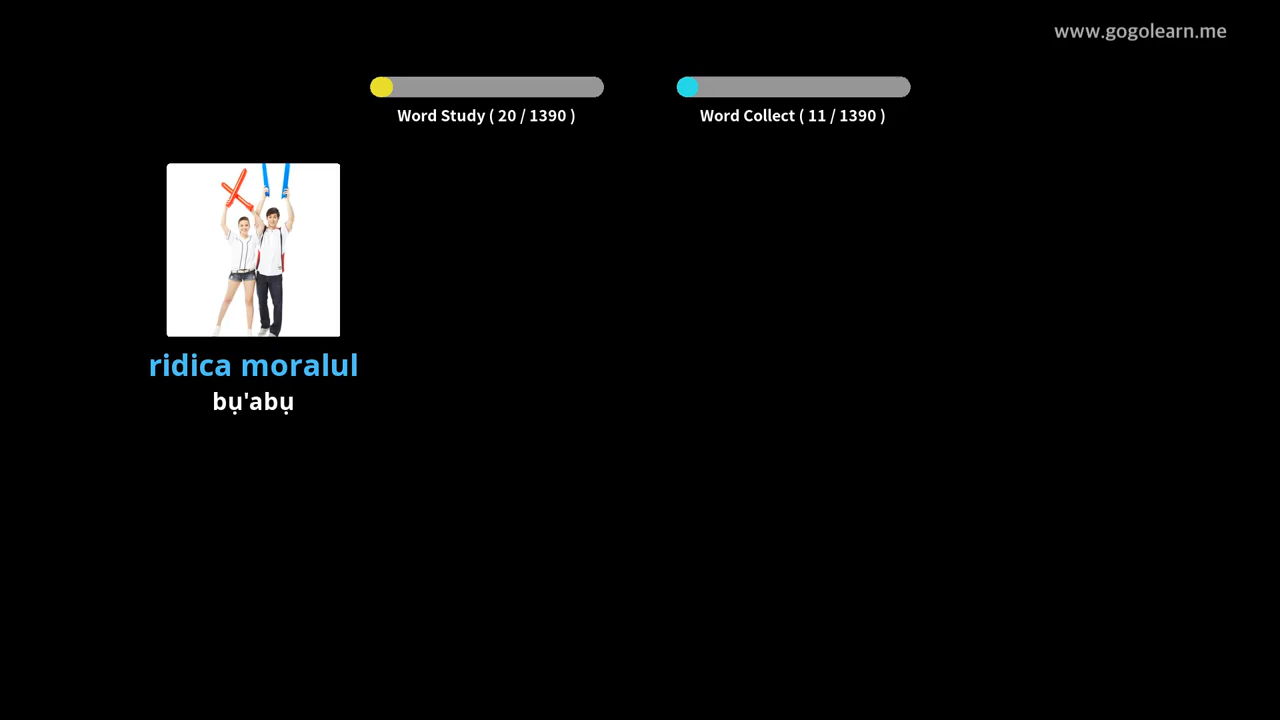 www.gogolearn.me
Word Study ( 20 / 1390 )
Word Collect ( 11 / 1390 )
ridica moralul
bụ'abụ